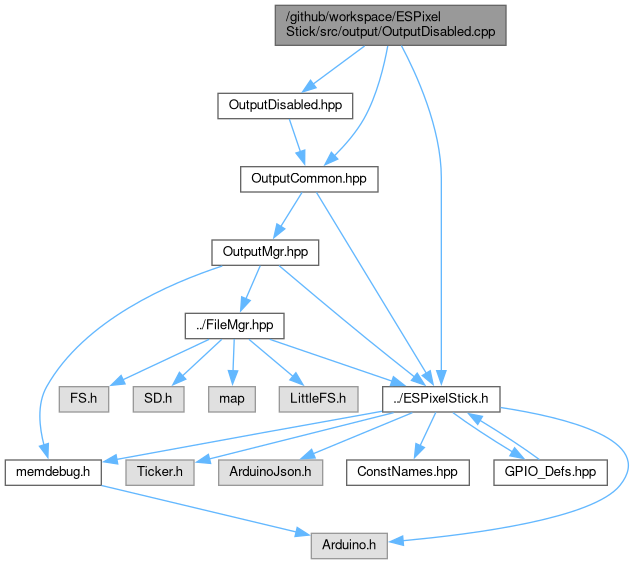 /github/workspace/ESPixel
Stick/src/output/OutputDisabled.cpp
OutputDisabled.hpp
OutputCommon.hpp
OutputMgr.hpp
../FileMgr.hpp
FS.h
SD.h
map
LittleFS.h
../ESPixelStick.h
memdebug.h
Ticker.h
ArduinoJson.h
ConstNames.hpp
GPIO_Defs.hpp
Arduino.h